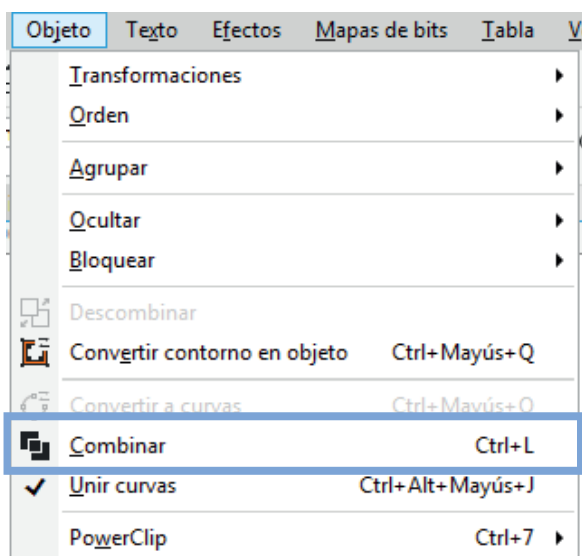 Objeto Texto Efectos Mapas de bits Tabla V
Transformaciones
Orden
Agrupar
Ocultar
Bloquear
Descombinar
Convertir contorno en objeto Ctrl+Mayús+Q
Convertir a curvas Ctrl+Mayús+O
Combinar Ctrl+L
Unir curvas Ctrl+Alt+Mayús+J
PowerClip Ctrl+7